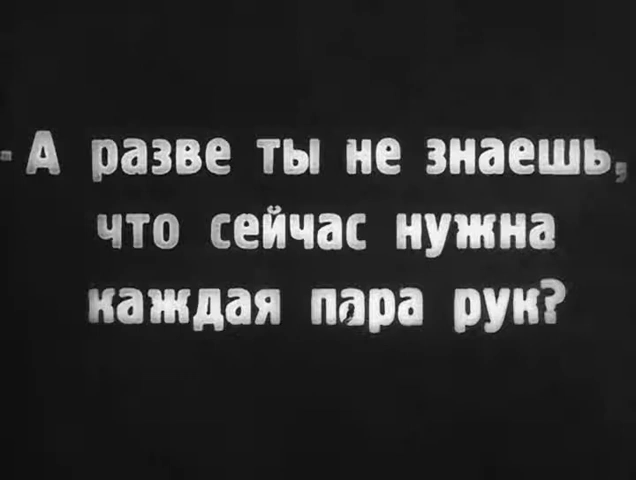 - А разве ты не знаешь,
что сейчас нужна
каждая пара рук?